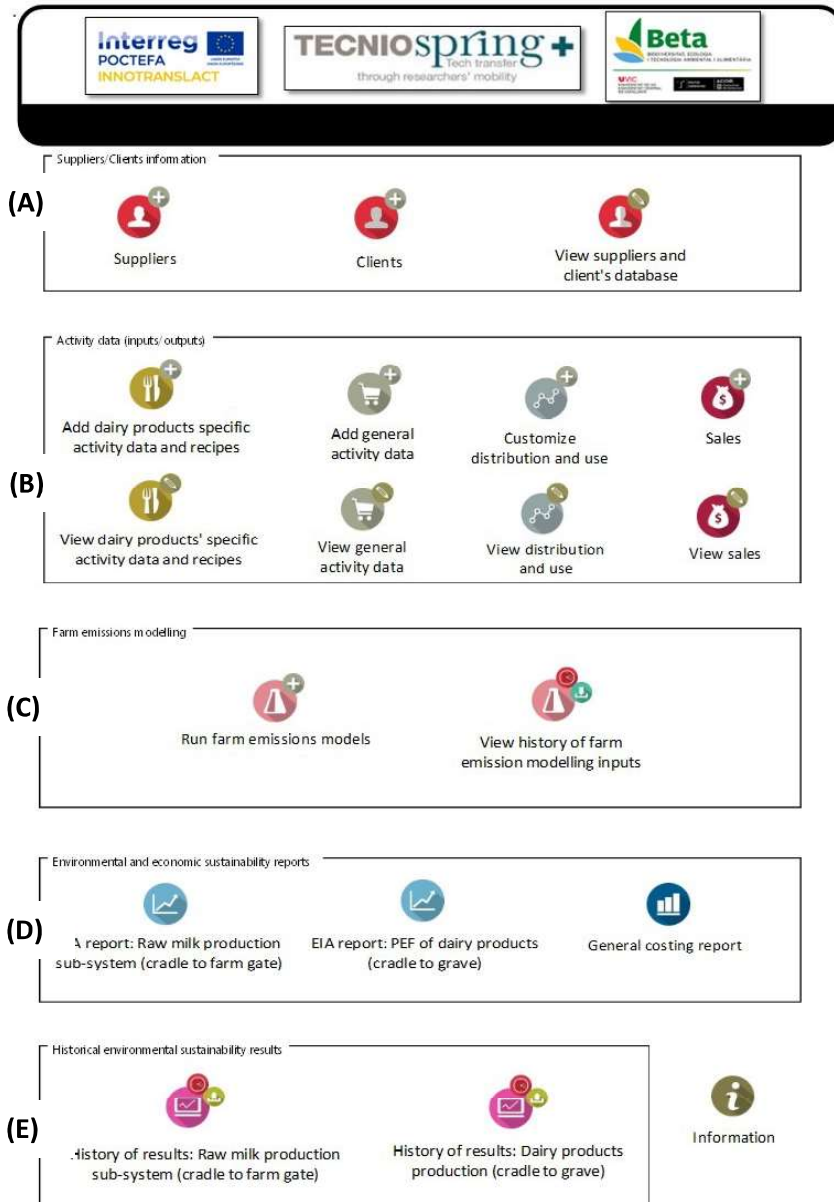 Interreg
POCTEFA
INNOTRANSLACT
TECNIOspring +
Tech transfer
through researchers' mobility
Beta
UVIC
(A)
Suppliers/Clients information
Suppliers
Clients
View suppliers and
client's database
(B)
Activity data (inputs/outputs)
Add dairy products specific
activity data and recipes
Add general
activity data
Customize
distribution and use
Sales
View dairy products' specific
activity data and recipes
View general
activity data
View distribution
and use
View sales
(C)
Farm emissions modelling
Run farm emissions models
View history of farm
emission modelling inputs
(D)
Environmental and economic sustainability reports
A report: Raw milk production
sub-system (cradle to farm gate)
EIA report: PEF of dairy products
(cradle to grave)
General costing report
(E)
Historical environmental sustainability results
History of results: Raw milk production
sub-system (cradle to farm gate)
History of results: Dairy products
production (cradle to grave)
Information